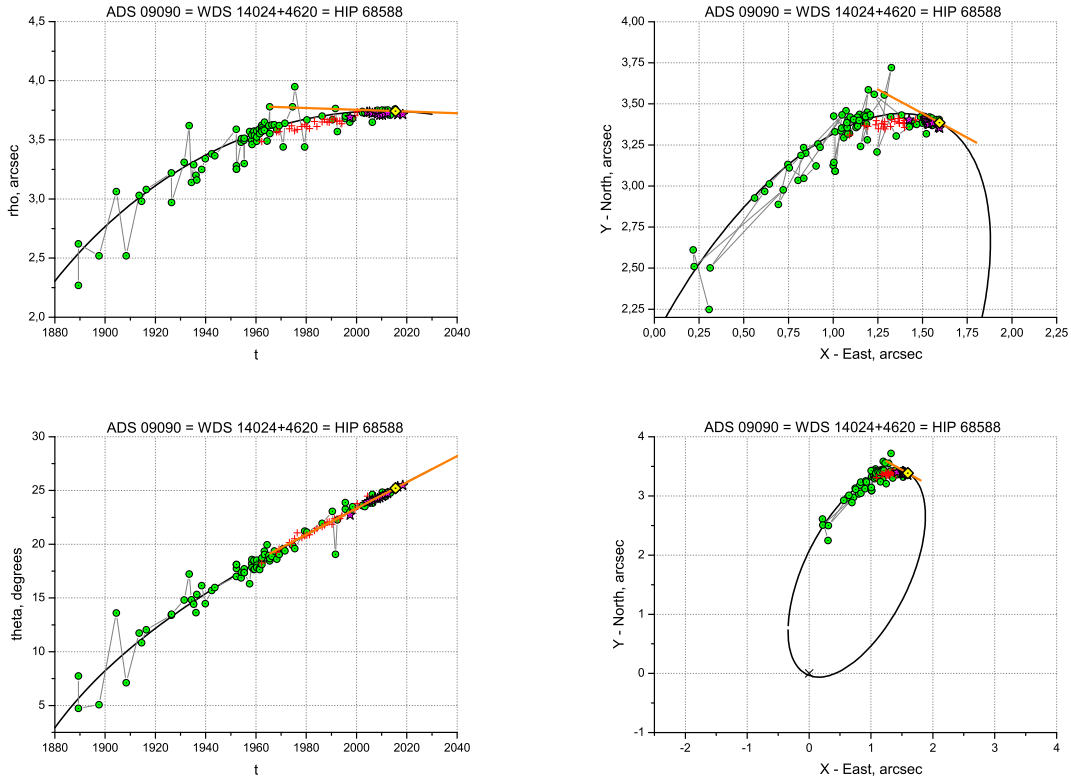 ADS 09090 = WDS 14024+4620 = HIP 68588
4,5
4,0
3,5
3,0
2,5
2,0
rho, arcsec
1880 1900 1920 1940 1960 1980 2000 2020 2040
t
ADS 09090 = WDS 14024+4620 = HIP 68588
4,00
3,75
3,50
3,25
3,00
2,75
2,50
2,25
Y - North, arcsec
0,00 0,25 0,50 0,75 1,00 1,25 1,50 1,75 2,00 2,25
X - East, arcsec
ADS 09090 = WDS 14024+4620 = HIP 68588
30
25
20
15
10
5
theta, degrees
1880 1900 1920 1940 1960 1980 2000 2020 2040
t
ADS 09090 = WDS 14024+4620 = HIP 68588
4
3
2
1
0
-1
Y - North, arcsec
-2 -1 0 1 2 3 4
X - East, arcsec